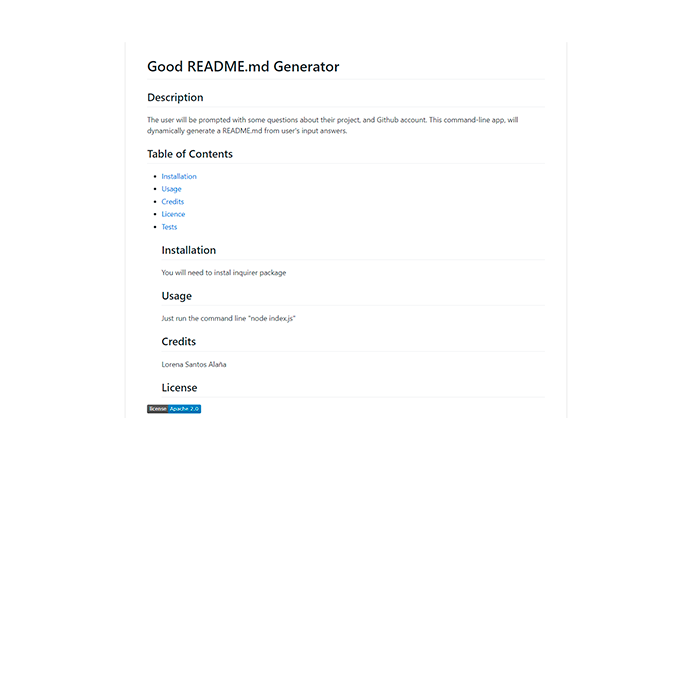 Good README.md Generator
Description
The user will be prompted with some questions about their project, and Github account. This command-line app, will
dynamically generate a README.md from user's input answers.
Table of Contents
Installation
Usage
Credits
Licence
Tests
Installation
You will need to instal inquirer package
Usage
Just run the command line "node index.js"
Credits
Lorena Santos Alaña
License
license Apache 2.0